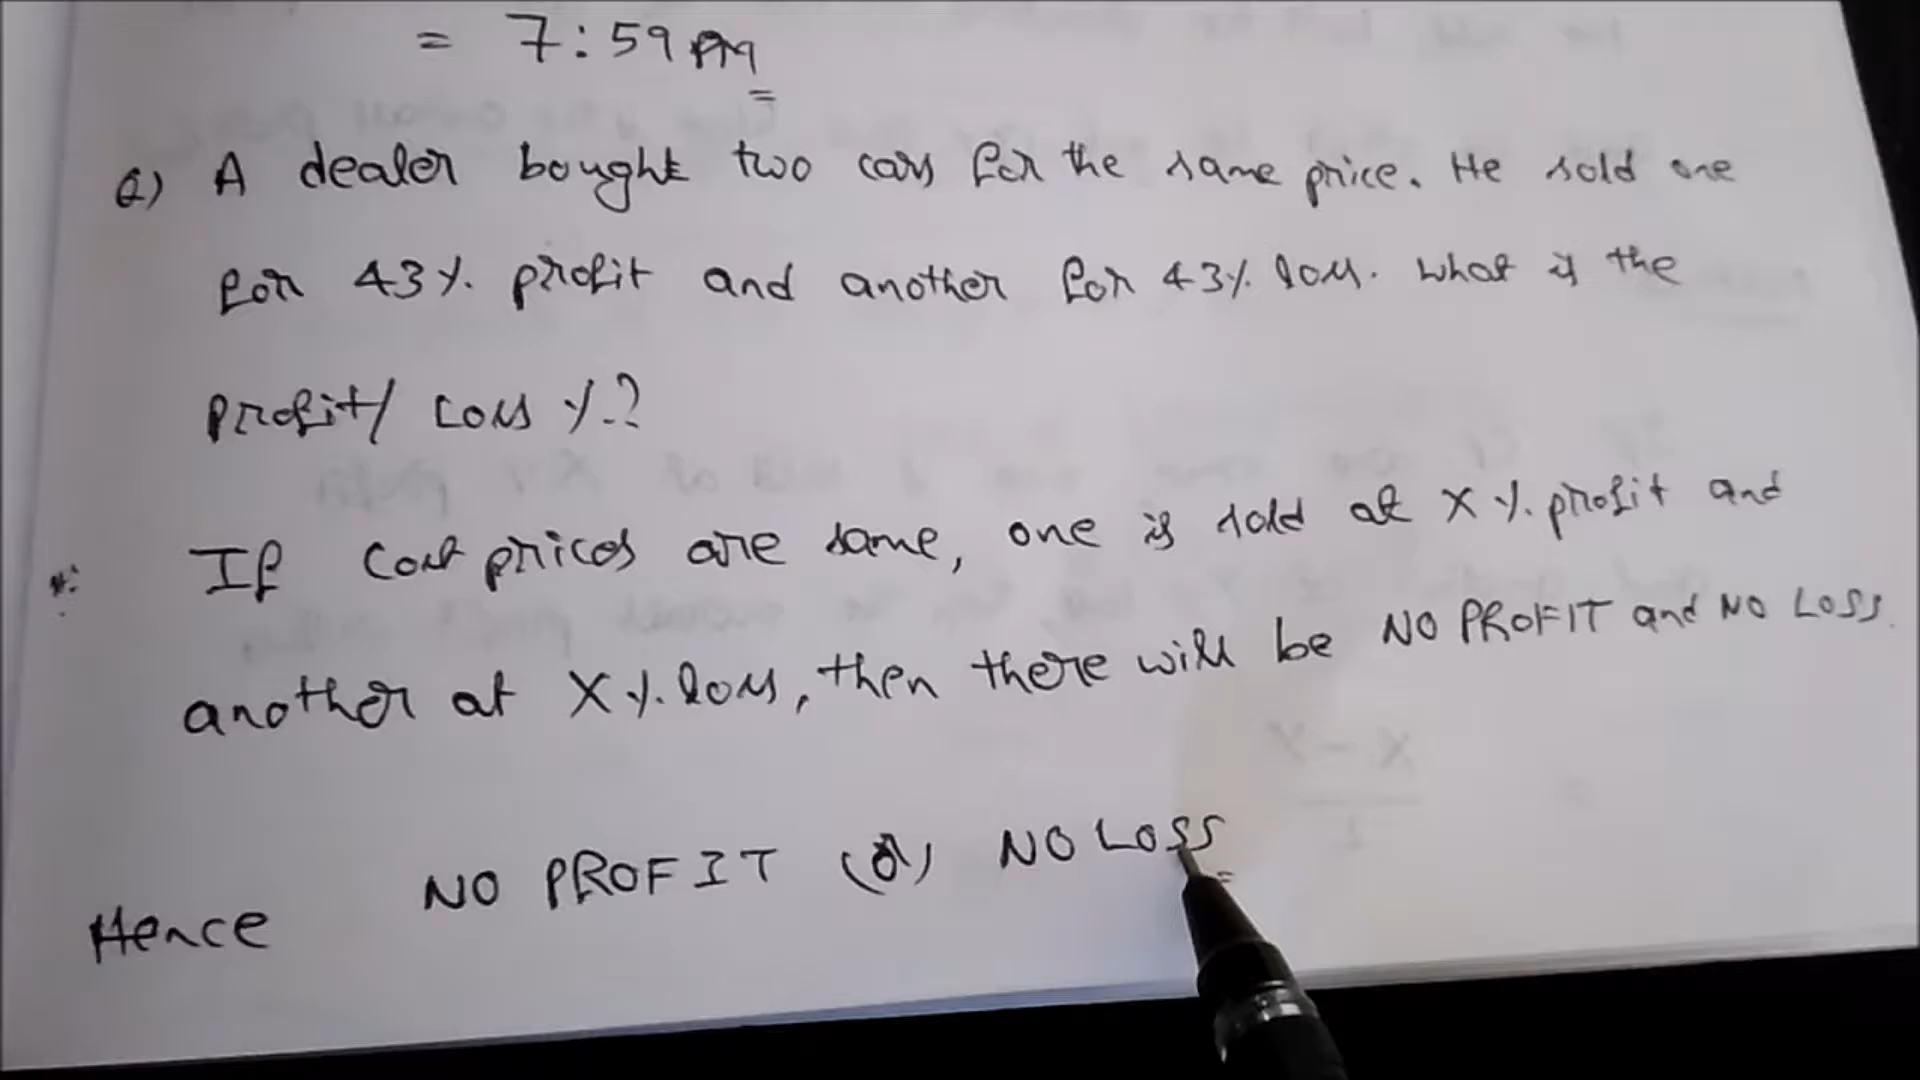 = 7:59 PM
Q) A dealer bought two cars for the same price. He sold one
for 43% profit and another for 43% loss. What is the
Profit/ Loss %?
If Cost prices are same, one is sold at X % profit and
another at X % loss, then there will be NO PROFIT and NO LOSS.
Hence NO PROFIT (or) NO LOSS